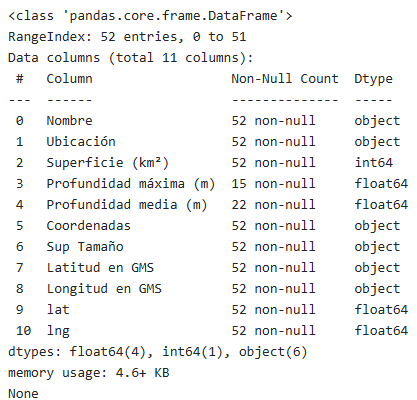 <class 'pandas.core.frame.DataFrame'>
RangeIndex: 52 entries, 0 to 51
Data columns (total 11 columns):
 #   Column                  Non-Null Count  Dtype
---  ------                  --------------  -----
 0   Nombre                  52 non-null     object
 1   Ubicación               52 non-null     object
 2   Superficie (km²)        52 non-null     int64
 3   Profundidad máxima (m)  15 non-null     float64
 4   Profundidad media (m)   22 non-null     float64
 5   Coordenadas             52 non-null     object
 6   Sup Tamaño              52 non-null     object
 7   Latitud en GMS          52 non-null     object
 8   Longitud en GMS         52 non-null     object
 9   lat                     52 non-null     float64
 10  lng                     52 non-null     float64
dtypes: float64(4), int64(1), object(6)
memory usage: 4.6+ KB
None